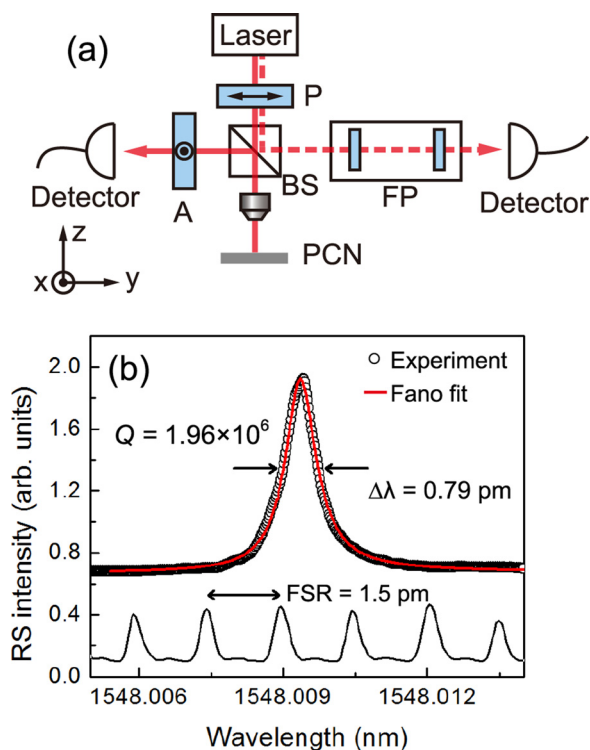 (a)
Laser
P
BS
FP
A
Detector
Detector
PCN
z
x
y
(b)
Experiment
Fano fit
Q = 1.96×10⁶
Δλ = 0.79 pm
FSR = 1.5 pm
RS intensity (arb. units)
2.0
1.6
1.2
0.8
0.4
0.0
1548.006
1548.009
1548.012
Wavelength (nm)